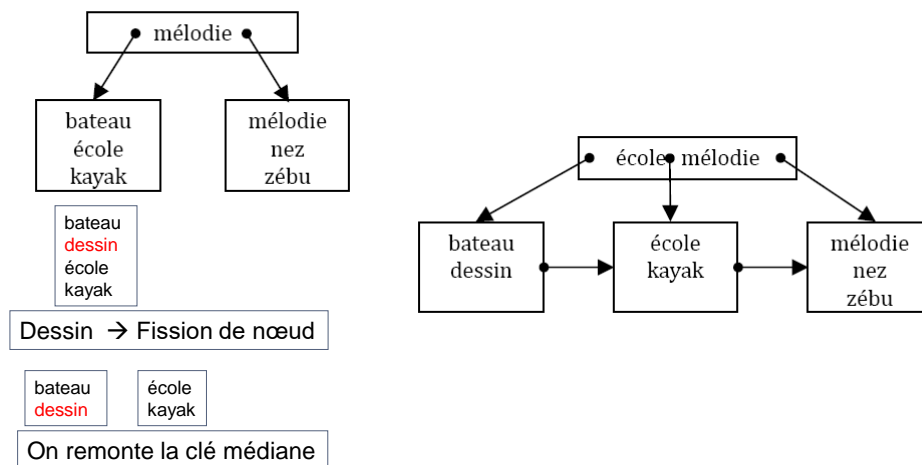 mélodie
bateau
école
kayak
mélodie
nez
zébu
bateau
dessin
école
kayak
Dessin → Fission de nœud
bateau
dessin
école
kayak
On remonte la clé médiane
école mélodie
bateau
dessin
école
kayak
mélodie
nez
zébu